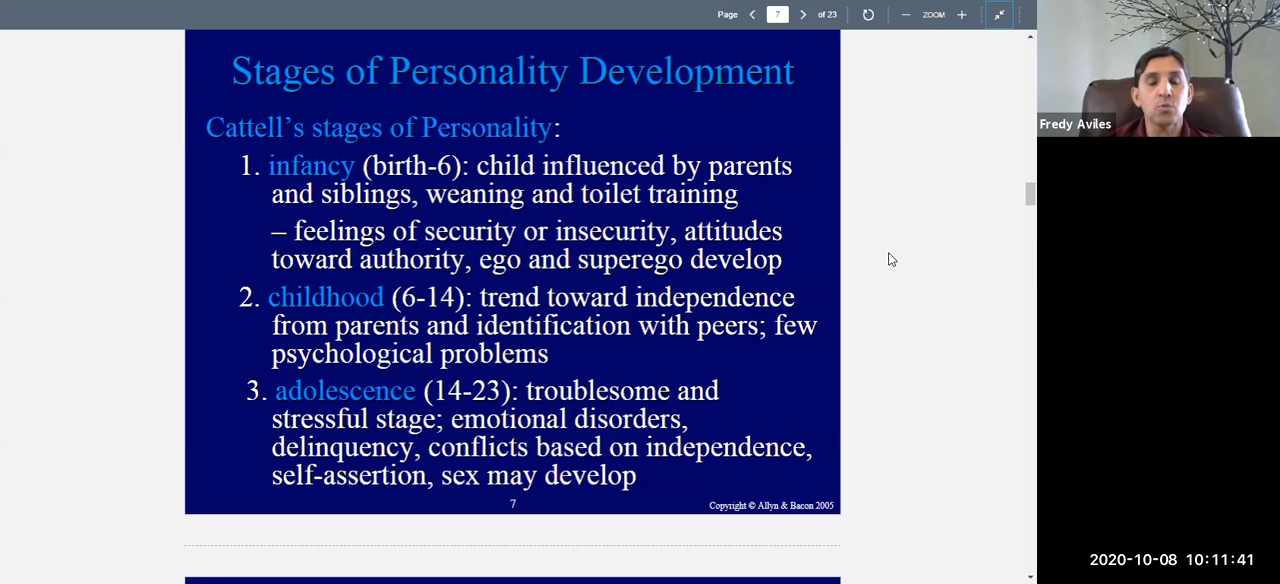 Page 7 of 23 ZOOM
Stages of Personality Development
Cattell's stages of Personality:
1. infancy (birth-6): child influenced by parents
and siblings, weaning and toilet training
– feelings of security or insecurity, attitudes
toward authority, ego and superego develop
2. childhood (6-14): trend toward independence
from parents and identification with peers; few
psychological problems
3. adolescence (14-23): troublesome and
stressful stage; emotional disorders,
delinquency, conflicts based on independence,
self-assertion, sex may develop
7
Copyright © Allyn & Bacon 2005
Fredy Aviles
2020-10-08 10:11:41